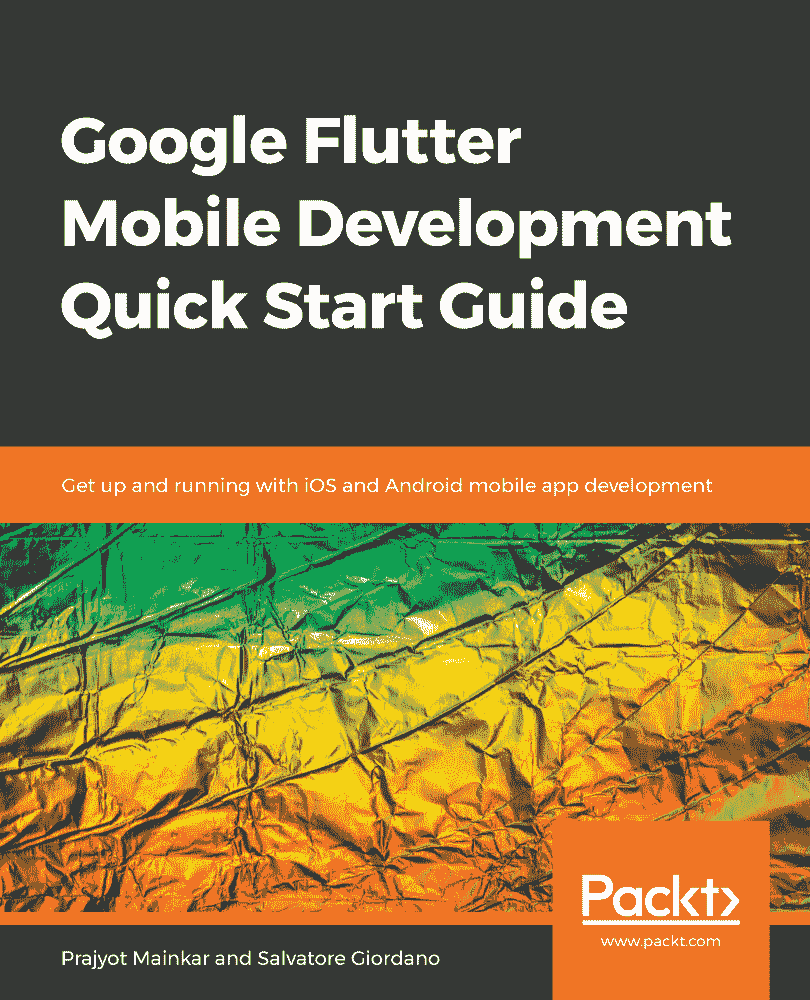 Google Flutter
Mobile Development
Quick Start Guide
Get up and running with iOS and Android mobile app development
Packt>
www.packt.com
Prajyot Mainkar and Salvatore Giordano